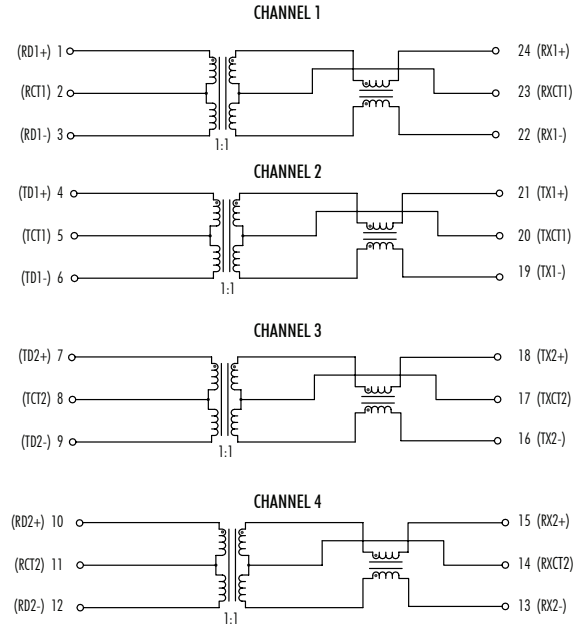 CHANNEL 1
(RD1+) 1 24 (RX1+)
(RCT1) 2 23 (RXCT1)
(RD1-) 3 22 (RX1-)
1:1
CHANNEL 2
(TD1+) 4 21 (TX1+)
(TCT1) 5 20 (TXCT1)
(TD1-) 6 19 (TX1-)
1:1
CHANNEL 3
(TD2+) 7 18 (TX2+)
(TCT2) 8 17 (TXCT2)
(TD2-) 9 16 (TX2-)
1:1
CHANNEL 4
(RD2+) 10 15 (RX2+)
(RCT2) 11 14 (RXCT2)
(RD2-) 12 13 (RX2-)
1:1